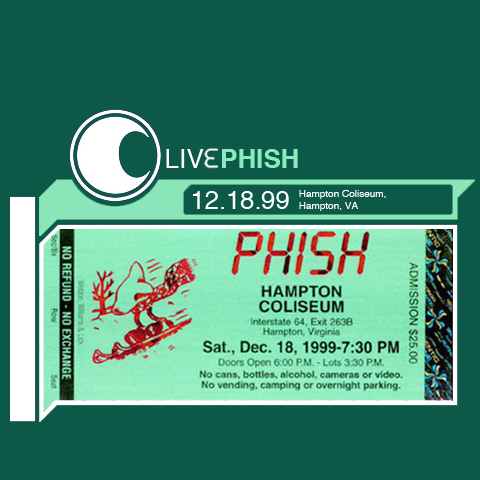 LIVEPHISH
12.18.99
Hampton Coliseum,
Hampton, VA
Sec/Bx
Row
Seat
NO REFUND - NO EXCHANGE
PHISH
HAMPTON
COLISEUM
Interstate 64, Exit 263B
Hampton, Virginia
Sat., Dec. 18, 1999-7:30 PM
Doors Open 6:00 P.M. - Lots 3:30 P.M.
No cans, bottles, alcohol, cameras or video.
No vending, camping or overnight parking.
ADMISSION $25.00